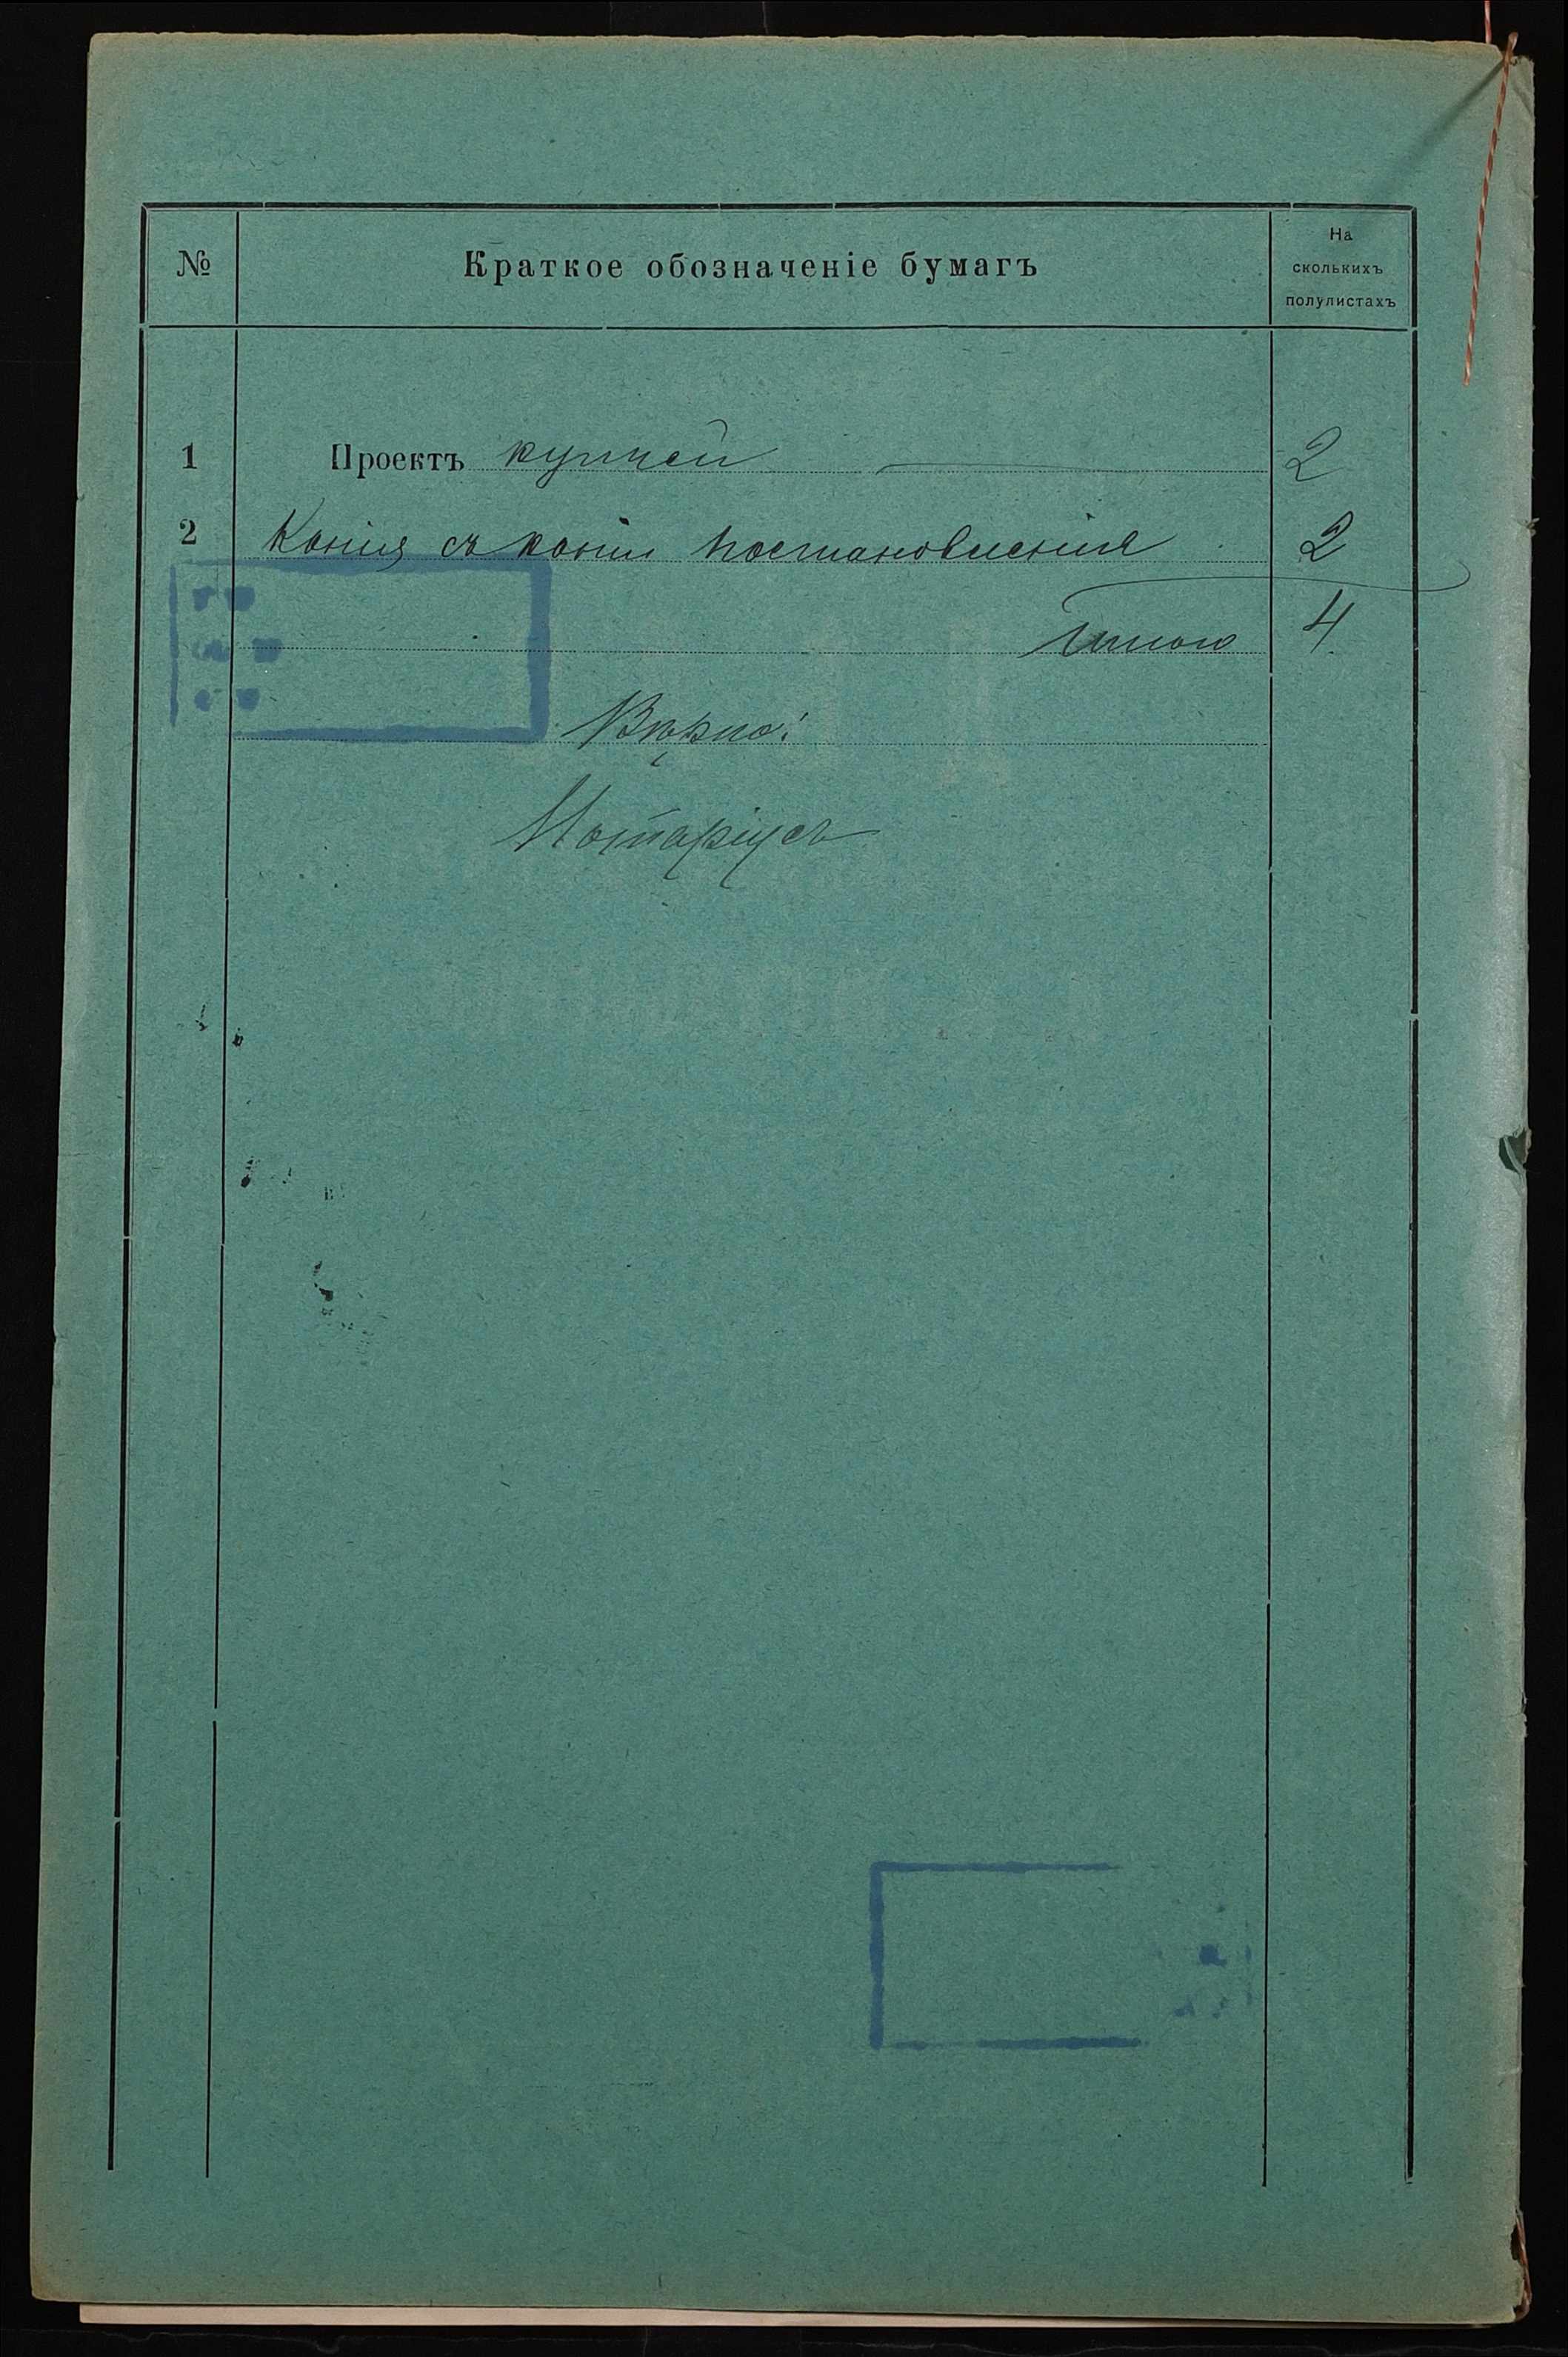 № Краткое обозначеніе бумагъ На
сколькихъ
полулистахъ
1 Проектъ купчей 2
2 Копія съ копіи постановленія 2
Итого 4
Вѣрно:
Нотаріусъ